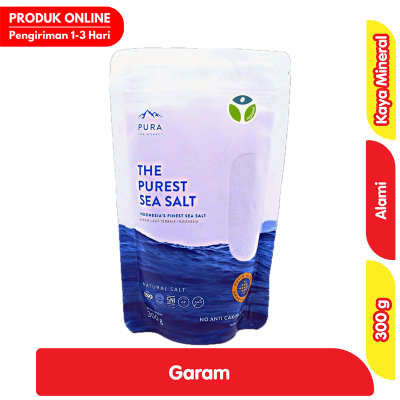 PRODUK ONLINE
Pengiriman 1-3 Hari
PURA
THE
PUREST
SEA SALT
INDONESIA'S FINEST SEA SALT
NATURAL SALT
300 g
NO ANTI CAK
Kaya Mineral
Alami
300 g
Garam